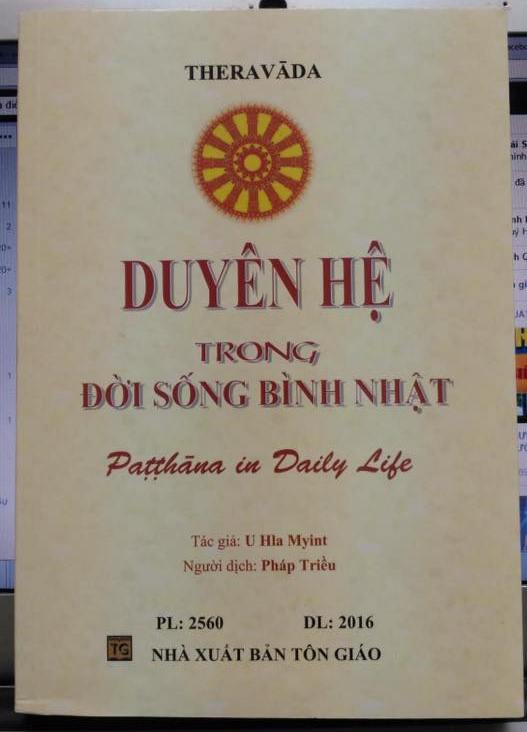 THERAVĀDA
DUYÊN HỆ
TRONG
ĐỜI SỐNG BÌNH NHẬT
Paṭṭhāna in Daily Life
Tác giả: U Hla Myint
Người dịch: Pháp Triều
PL: 2560 DL: 2016
TG NHÀ XUẤT BẢN TÔN GIÁO